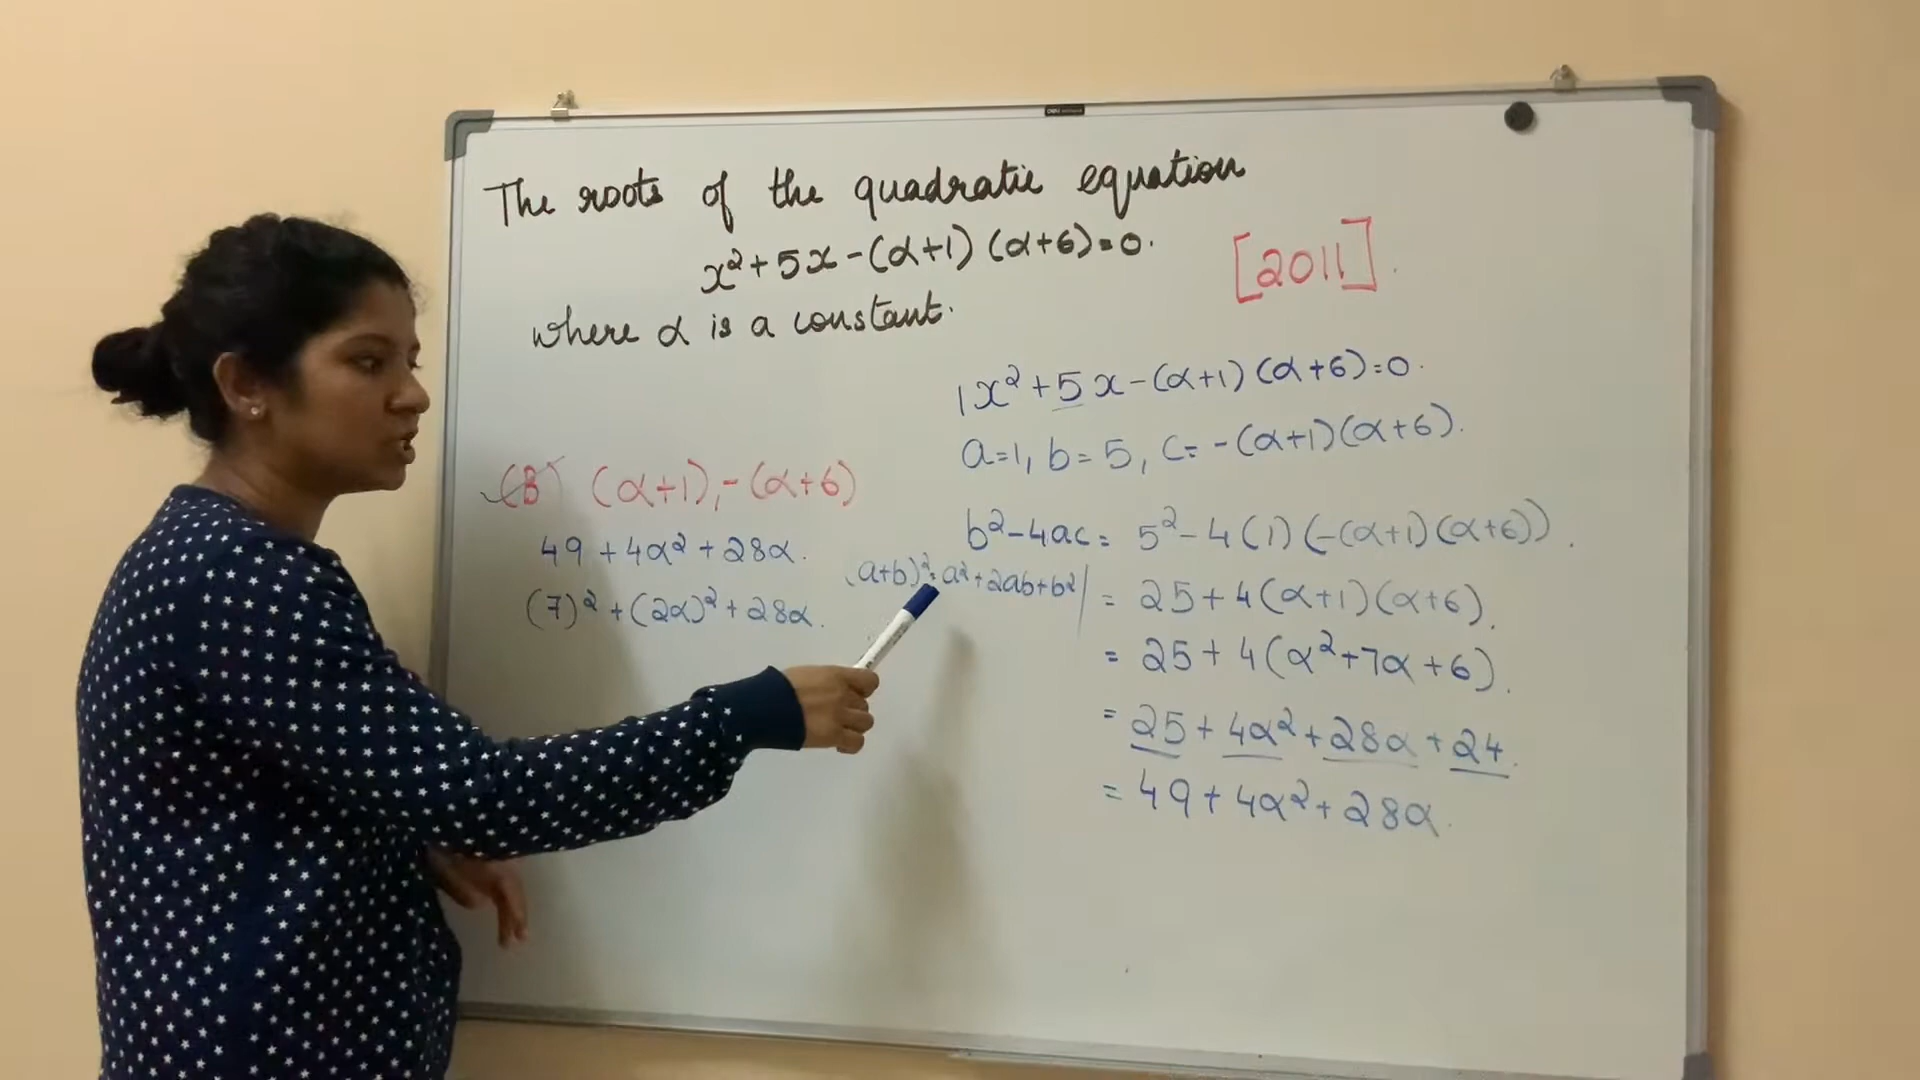 The roots of the quadratic equation
x² + 5x - (α+1) (α+6) = 0.
where α is a constant.
[2011].
1x² + 5x - (α+1) (α+6) = 0.
a=1, b=5, c= -(α+1)(α+6).
(B) (α+1), -(α+6)
49 + 4α² + 28α.
(7)² + (2α)² + 28α.
(a+b)² = a²+2ab+b²
b²-4ac = 5² - 4(1) (-(α+1)(α+6)).
= 25 + 4(α+1)(α+6).
= 25 + 4(α²+7α+6).
= 25 + 4α² + 28α + 24.
= 49 + 4α² + 28α.